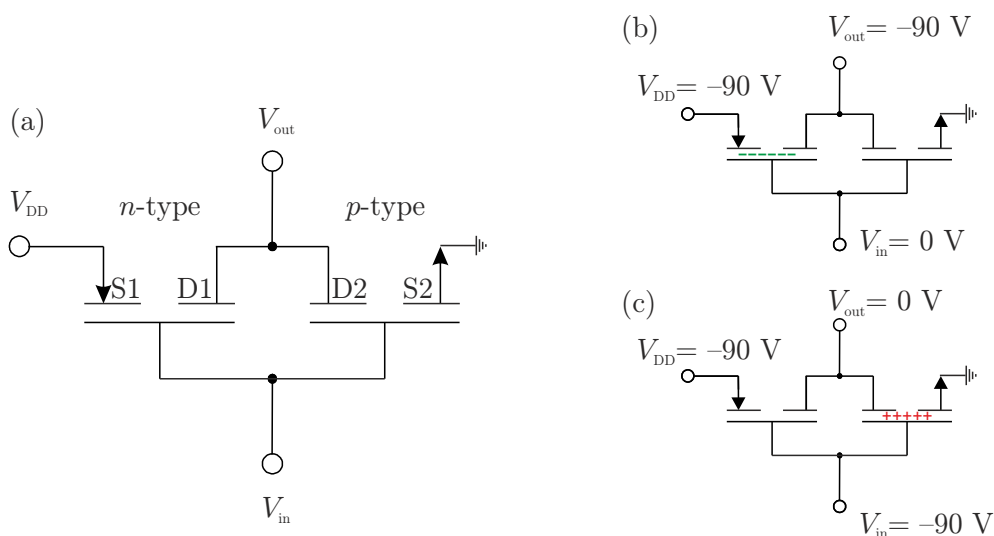 (a)
V_out
V_DD
n-type
p-type
S1
D1
D2
S2
V_in
(b)
V_out = –90 V
V_DD = –90 V
V_in = 0 V
(c)
V_out = 0 V
V_DD = –90 V
+++++
V_in = –90 V